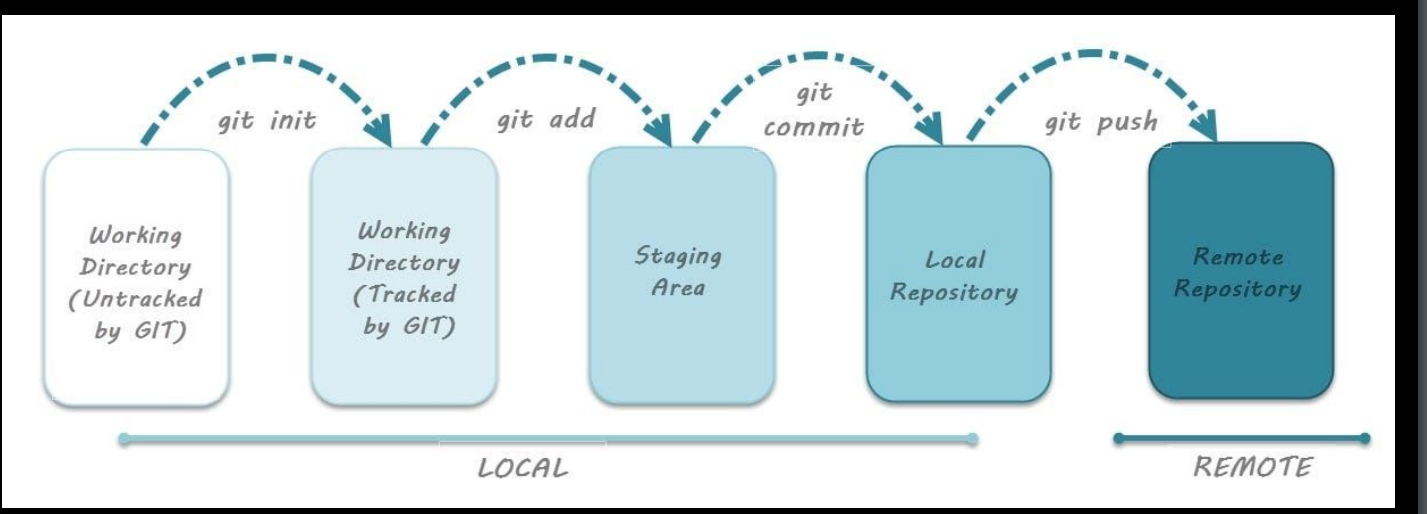 git init
git add
git
commit
git push
Working
Directory
(Untracked
by GIT)
Working
Directory
(Tracked
by GIT)
Staging
Area
Local
Repository
Remote
Repository
LOCAL
REMOTE